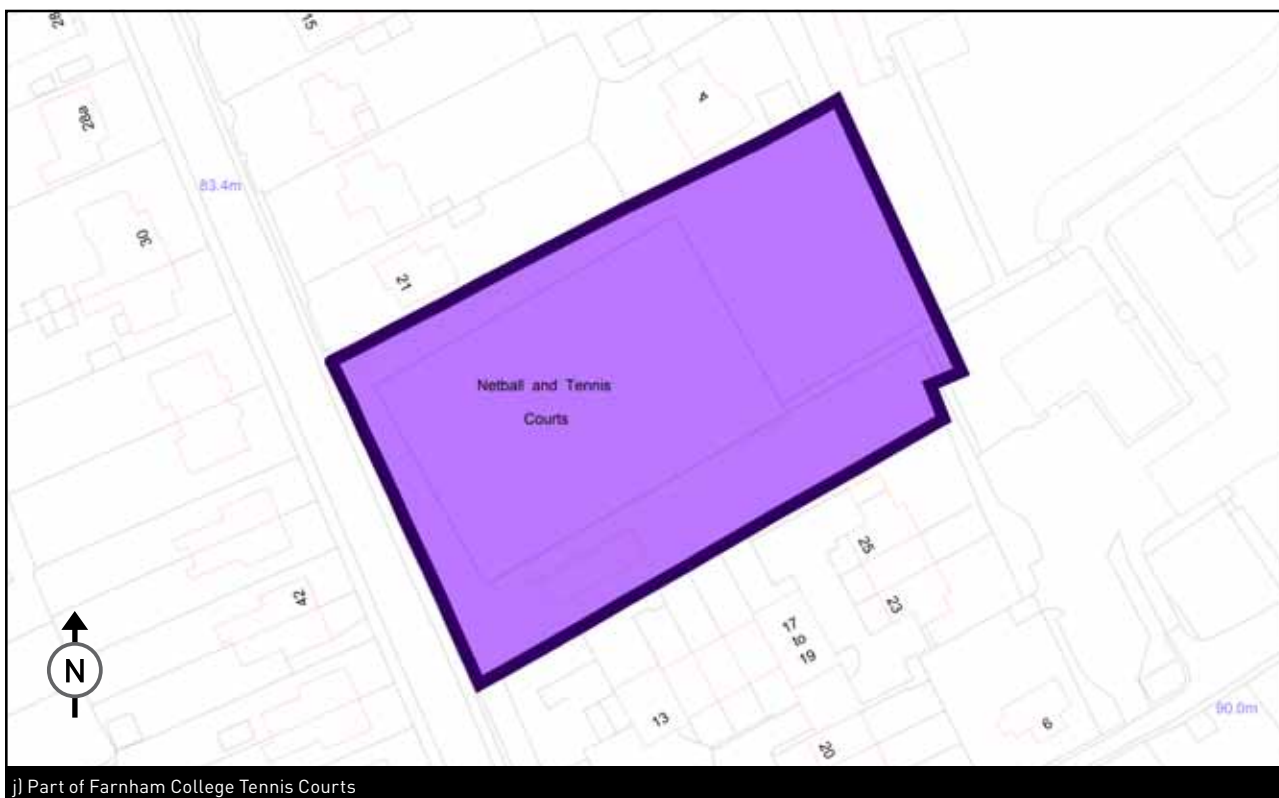 28
15
28a
4
83.4m
30
21
Netball and Tennis
Courts
42
25
23
17
to
19
N
13
20
6
90.0m
j) Part of Farnham College Tennis Courts